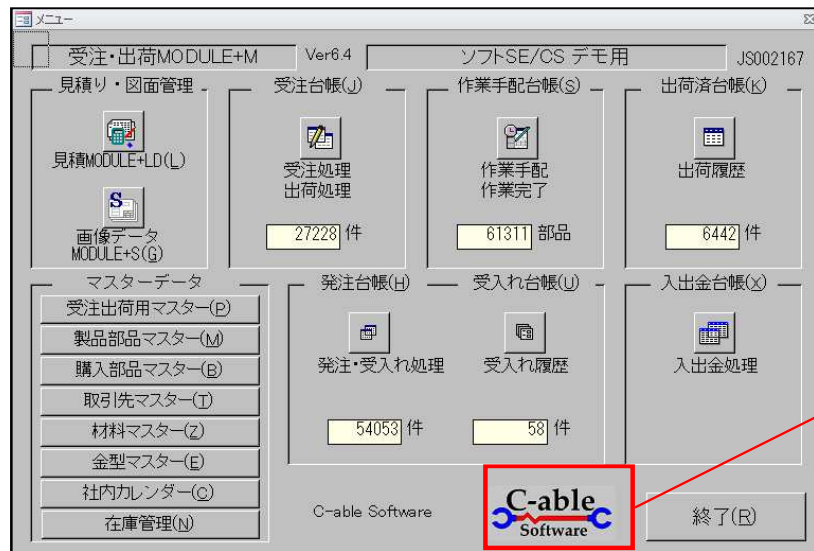 メニュー
受注・出荷MODULE+M
Ver6.4
ソフトSE/CS デモ用
JS002167
見積り・図面管理
見積MODULE+LD(L)
画像データ
MODULE+S(G)
受注台帳(J)
受注処理
出荷処理
27228 件
作業手配台帳(S)
作業手配
作業完了
61311 部品
出荷済台帳(K)
出荷履歴
6442 件
マスターデータ
受注出荷用マスター(P)
製品部品マスター(M)
購入部品マスター(B)
取引先マスター(T)
材料マスター(Z)
金型マスター(E)
社内カレンダー(C)
在庫管理(N)
発注台帳(H)
発注・受入れ処理
54053 件
受入れ台帳(U)
受入れ履歴
58 件
入出金台帳(X)
入出金処理
C-able Software
C-able
Software
終了(R)